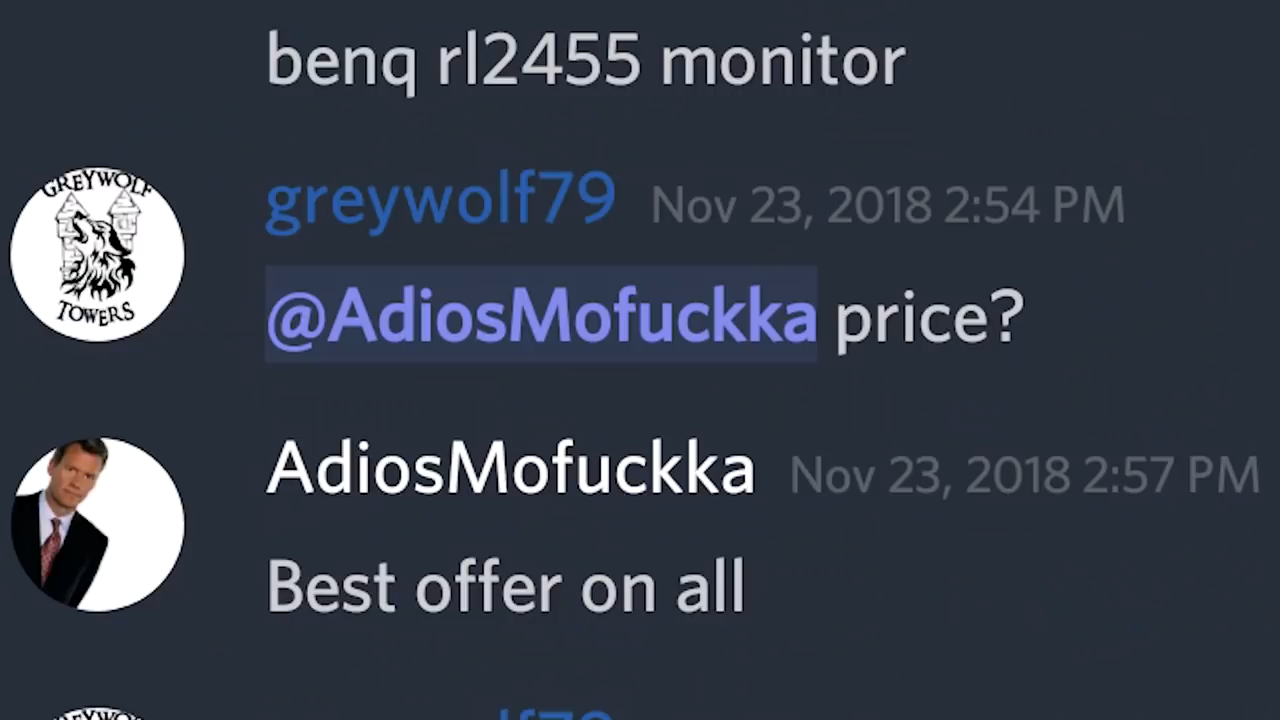 benq rl2455 monitor
GREYWOLF
TOWERS
greywolf79 Nov 23, 2018 2:54 PM
@AdiosMofuckka price?
AdiosMofuckka Nov 23, 2018 2:57 PM
Best offer on all